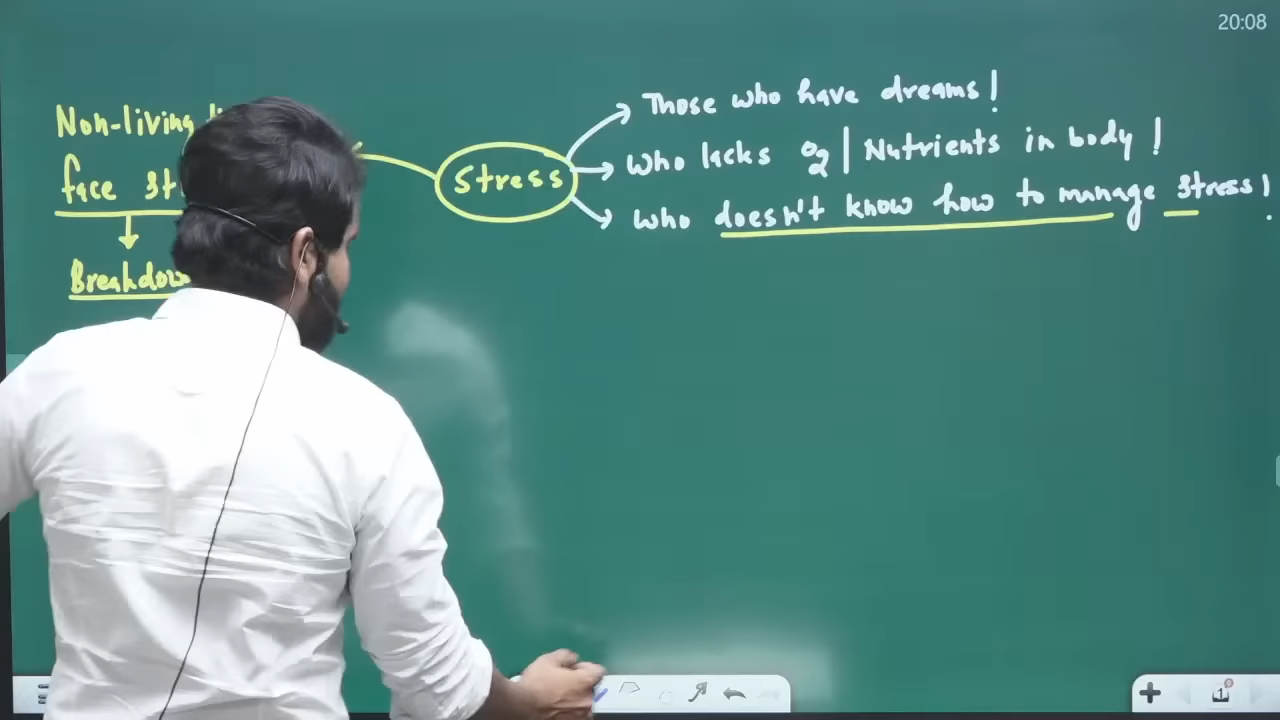 20:08
Non-living
face
Breakdow
Stress
Those who have dreams!
Who lacks O2 | Nutrients in body!
Who doesn't know how to manage stress!
1